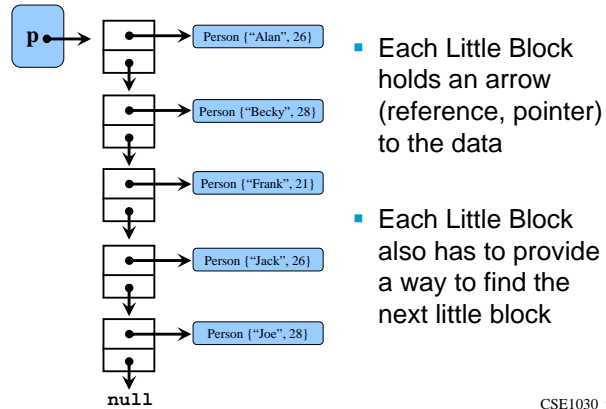 p
Person {“Alan”, 26}
Person {“Becky”, 28}
Person {“Frank”, 21}
Person {“Jack”, 26}
Person {“Joe”, 28}
null
▪ Each Little Block
holds an arrow
(reference, pointer)
to the data
▪ Each Little Block
also has to provide
a way to find the
next little block
CSE1030